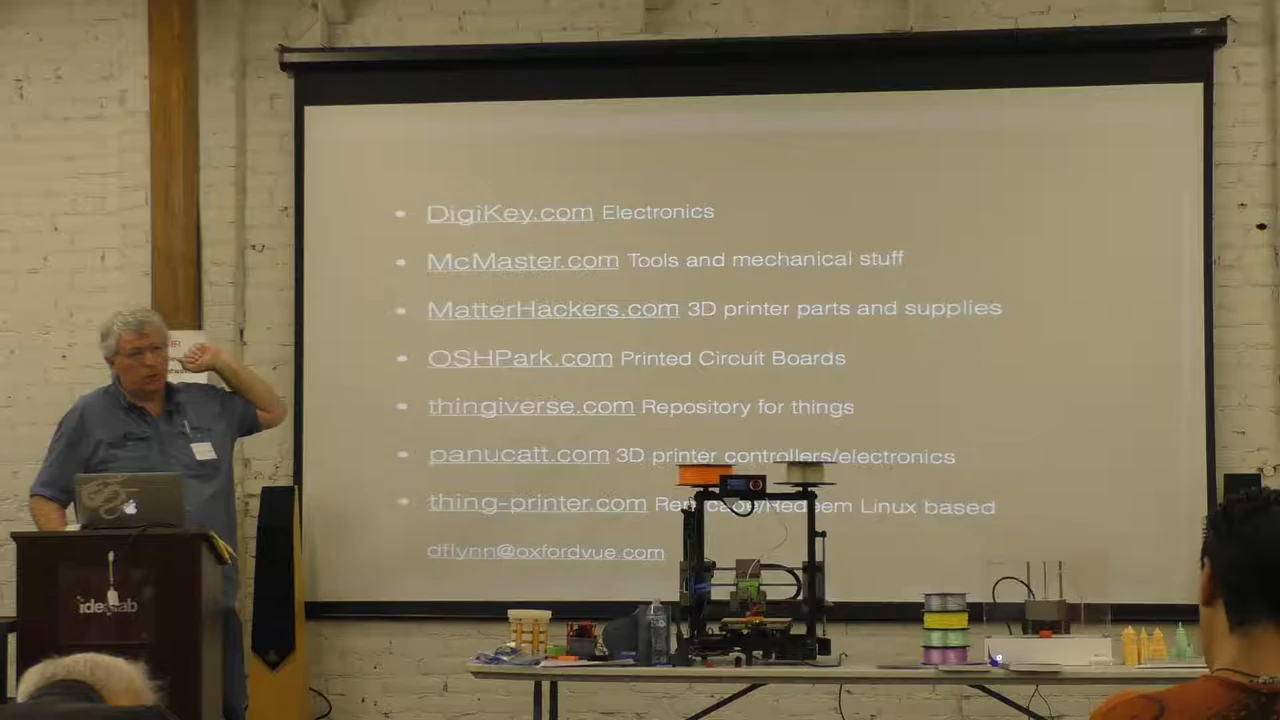 DigiKey.com Electronics
McMaster.com Tools and mechanical stuff
MatterHackers.com 3D printer parts and supplies
OSHPark.com Printed Circuit Boards
thingiverse.com Repository for things
panucatt.com 3D printer controllers/electronics
thing-printer.com Linux based
dflynn@oxfordvue.com
idealab